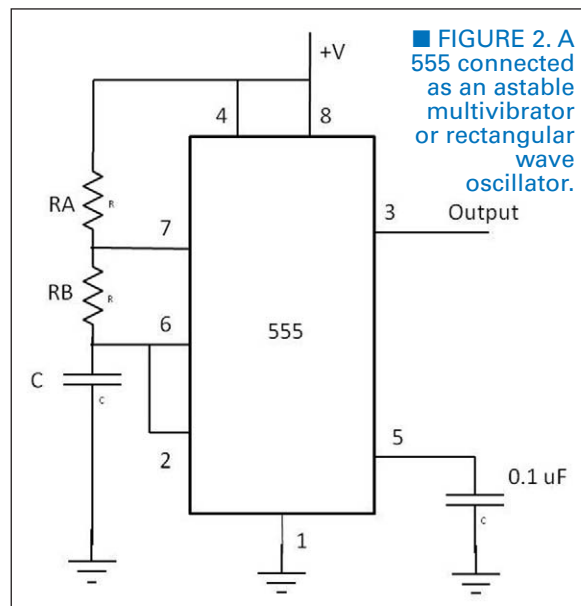 ■ FIGURE 2. A
555 connected
as an astable
multivibrator
or rectangular
wave
oscillator.
+V
4
8
RA
R
7
3
Output
RB
R
6
555
C
C
2
5
0.1 uF
C
1